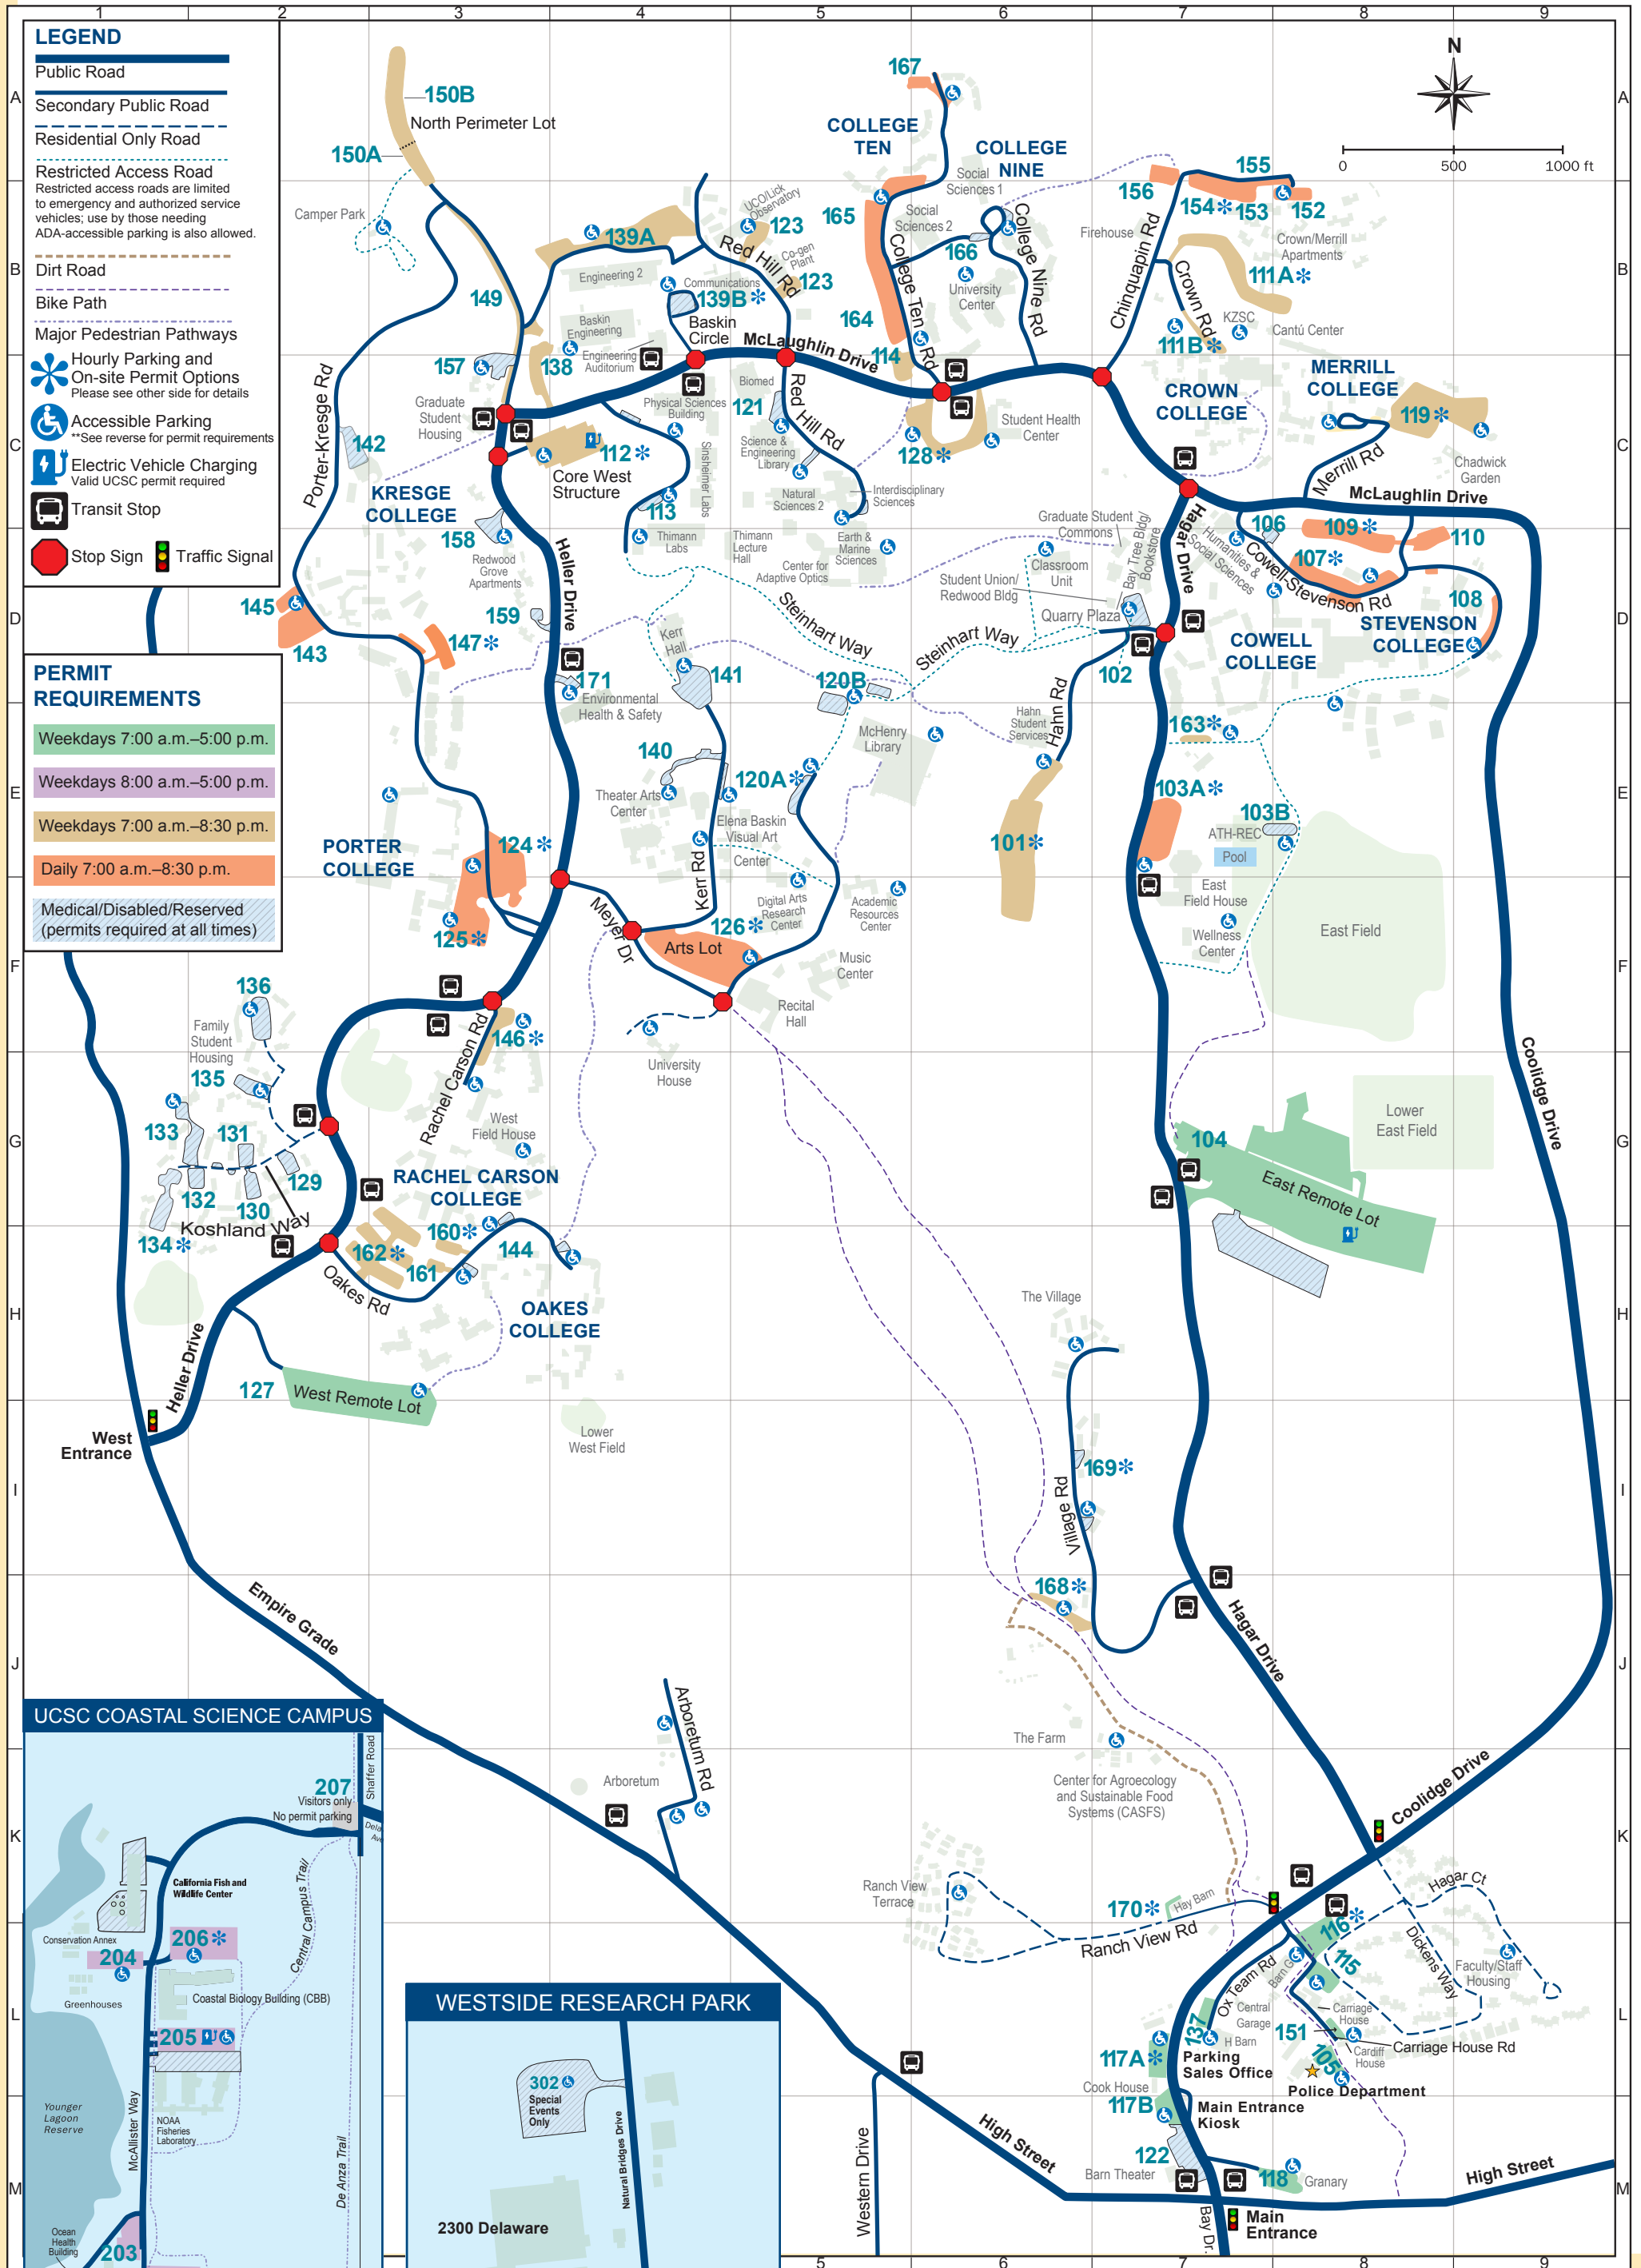 1 2 3 4 5 6 7 8 9
LEGEND
Public Road
Secondary Public Road
Residential Only Road
Restricted Access Road
Restricted access roads are limited
to emergency and authorized service
vehicles; use by those needing
ADA-accessible parking is also allowed.
Dirt Road
Bike Path
Major Pedestrian Pathways
Hourly Parking and
On-site Permit Options
Please see other side for details
Accessible Parking
**See reverse for permit requirements
Electric Vehicle Charging
Valid UCSC permit required
Transit Stop
Stop Sign
Traffic Signal
PERMIT
REQUIREMENTS
Weekdays 7:00 a.m.–5:00 p.m.
Weekdays 8:00 a.m.–5:00 p.m.
Weekdays 7:00 a.m.–8:30 p.m.
Daily 7:00 a.m.–8:30 p.m.
Medical/Disabled/Reserved
(permits required at all times)
N
0 500 1000 ft
A
A
150B
North Perimeter Lot
150A
167
COLLEGE
TEN
COLLEGE
NINE
Social
Sciences 1
156
155
154*
153
152
B
B
Camper Park
149
139A
UCO/Lick
Observatory
123
Co-gen
Plant
123
Red Hill Rd
Engineering 2
Communications
139B*
Baskin
Circle
Baskin
Engineering
Engineering
Auditorium
165
Social
Sciences 2
166
University
Center
College Ten Rd
College Nine Rd
164
Firehouse
Chinquapin Rd
Crown Rd
Crown/Merrill
Apartments
111A*
111B*
KZSC
Cantú Center
C
C
Porter-Kresge Rd
157
138
McLaughlin Drive
114
Graduate
Student
Housing
142
112*
Core West
Structure
Physical Sciences
Building
Biomed
121
Red Hill Rd
Science &
Engineering
Library
Sinsheimer Labs
Natural
Sciences 2
Interdisciplinary
Sciences
113
128*
Student Health
Center
CROWN
COLLEGE
MERRILL
COLLEGE
119*
Merrill Rd
Chadwick
Garden
McLaughlin Drive
KRESGE
COLLEGE
D
D
158
Redwood
Grove
Apartments
159
Heller Drive
Thimann
Labs
Thimann
Lecture
Hall
Center for
Adaptive Optics
Earth &
Marine
Sciences
Graduate Student
Commons
Classroom
Unit
Bay Tree Bldg/
Bookstore
Student Union/
Redwood Bldg
Quarry Plaza
Hagar Drive
Humanities &
Social Sciences
106
109*
110
107*
Cowell-Stevenson Rd
108
STEVENSON
COLLEGE
COWELL
COLLEGE
145
143
147*
171
Environmental
Health & Safety
Kerr
Hall
141
Steinhart Way
Steinhart Way
120B
102
E
E
140
Theater Arts
Center
120A*
Elena Baskin
Visual Art
Center
McHenry
Library
Hahn
Student
Services
Hahn Rd
163*
103A*
103B
ATH-REC
Pool
101*
PORTER
COLLEGE
124*
F
F
125*
Meyer Dr
Kerr Rd
126*
Arts Lot
Digital Arts
Research
Center
Academic
Resources
Center
Music
Center
Recital
Hall
East
Field House
Wellness
Center
East Field
136
Family
Student
Housing
146*
Rachel Carson Rd
University
House
G
G
135
133
131
132
130
129
Koshland Way
134*
West
Field House
RACHEL CARSON
COLLEGE
104
East Remote Lot
Lower
East Field
Coolidge Drive
H
H
162*
160*
161
144
Oakes Rd
OAKES
COLLEGE
The Village
Heller Drive
127
West Remote Lot
I
I
West
Entrance
Lower
West Field
169*
Village Rd
J
J
Empire Grade
168*
Hagar Drive
Arboretum Rd
The Farm
K
K
Arboretum
Center for Agroecology
and Sustainable Food
Systems (CASFS)
Coolidge Drive
Ranch View
Terrace
170*
Hay Barn
Ranch View Rd
Hagar Ct
116*
L
L
115
Dickens Way
Faculty/Staff
Housing
Ox Team Rd
Central
Garage
Carriage
House
137
H Barn
151
Cardiff
House
Carriage House Rd
105
117A*
Parking
Sales Office
Police Department
Cook House
117B
Main Entrance
Kiosk
M
M
122
Barn Theater
118
Granary
Western Drive
High Street
High Street
Bay Dr.
Main
Entrance
UCSC COASTAL SCIENCE CAMPUS
207
Visitors only
No permit parking
Shaffer Road
California Fish and
Wildlife Center
Central Campus Trail
Conservation Annex
206*
204
Greenhouses
Coastal Biology Building (CBB)
205
McAllister Way
Younger
Lagoon
Reserve
NOAA
Fisheries
Laboratory
De Anza Trail
Ocean
Health
Building
203
WESTSIDE RESEARCH PARK
302
Special
Events
Only
Natural Bridges Drive
2300 Delaware
5 6 7 8 9